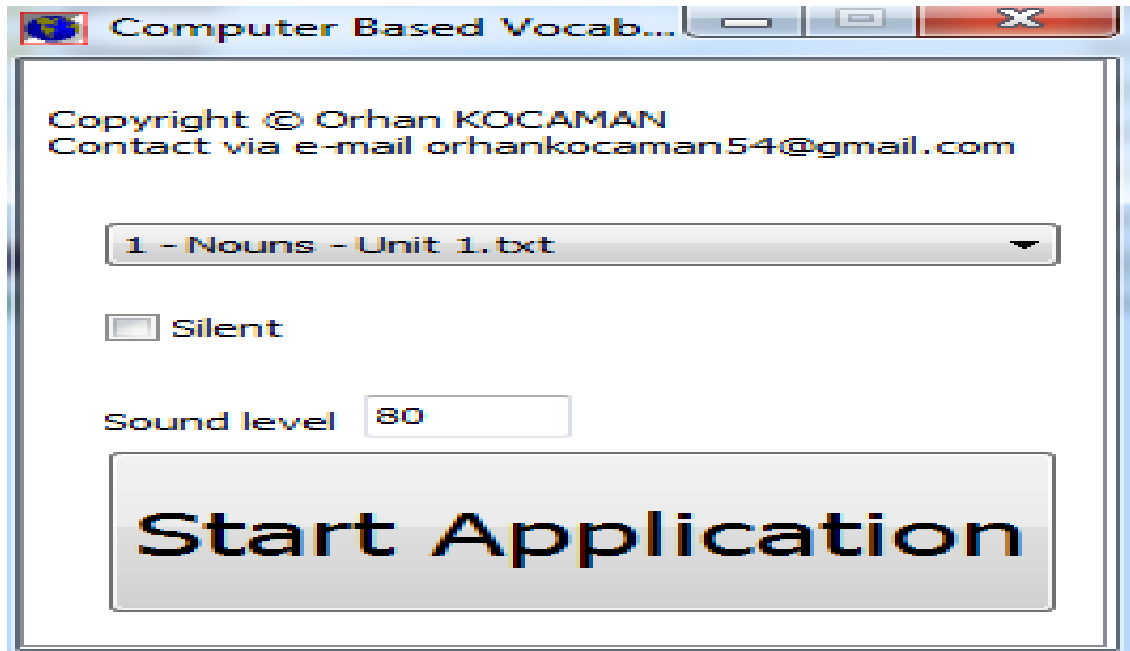 Computer Based Vocab...
Copyright © Orhan KOCAMAN
Contact via e-mail orhankocaman54@gmail.com
1 - Nouns - Unit 1.txt
Silent
Sound level 80
Start Application